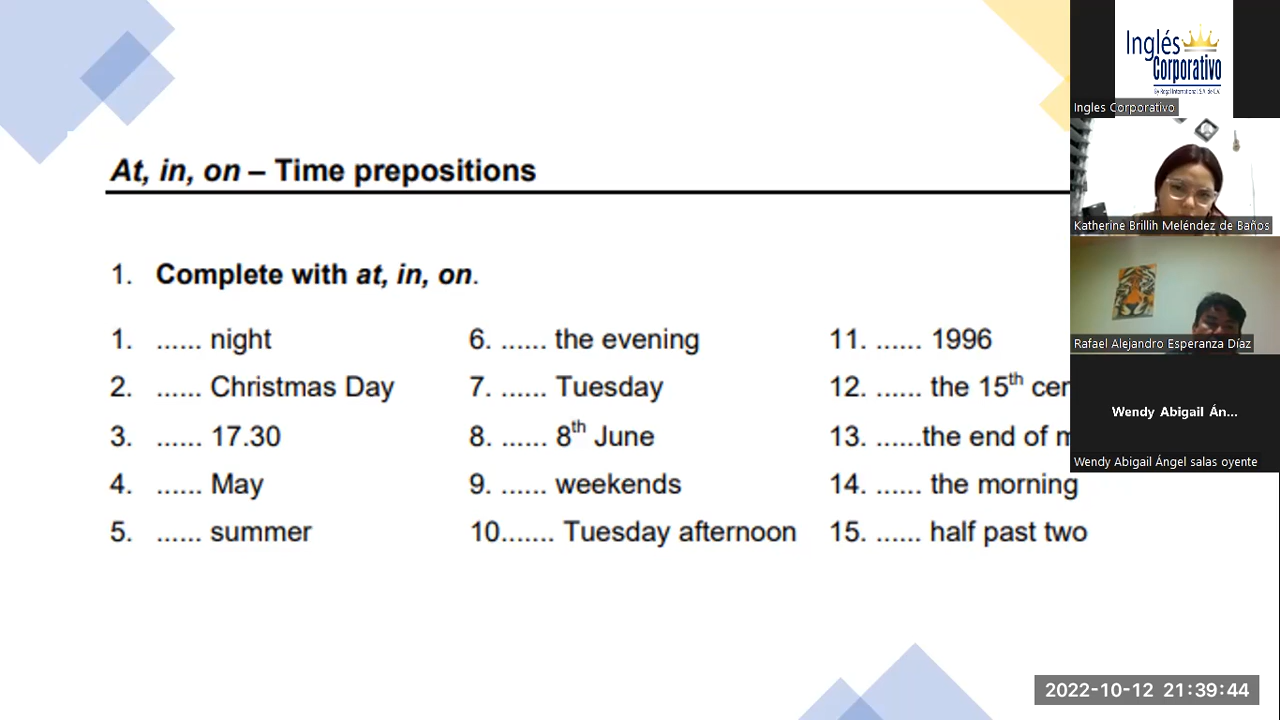 At, in, on – Time prepositions
1. Complete with at, in, on.
1. ...... night
2. ...... Christmas Day
3. ...... 17.30
4. ...... May
5. ...... summer
6. ...... the evening
7. ...... Tuesday
8. ...... 8th June
9. ...... weekends
10....... Tuesday afternoon
11. ...... 1996
12. ...... the 15th
13. ......the end of
14. ...... the morning
15. ...... half past two
Inglés
Corporativo
Ingles Corporativo
Katherine Brillih Meléndez de Baños
Rafael Alejandro Esperanza Díaz
Wendy Abigail Án...
Wendy Abigail Ángel salas oyente
2022-10-12 21:39:44